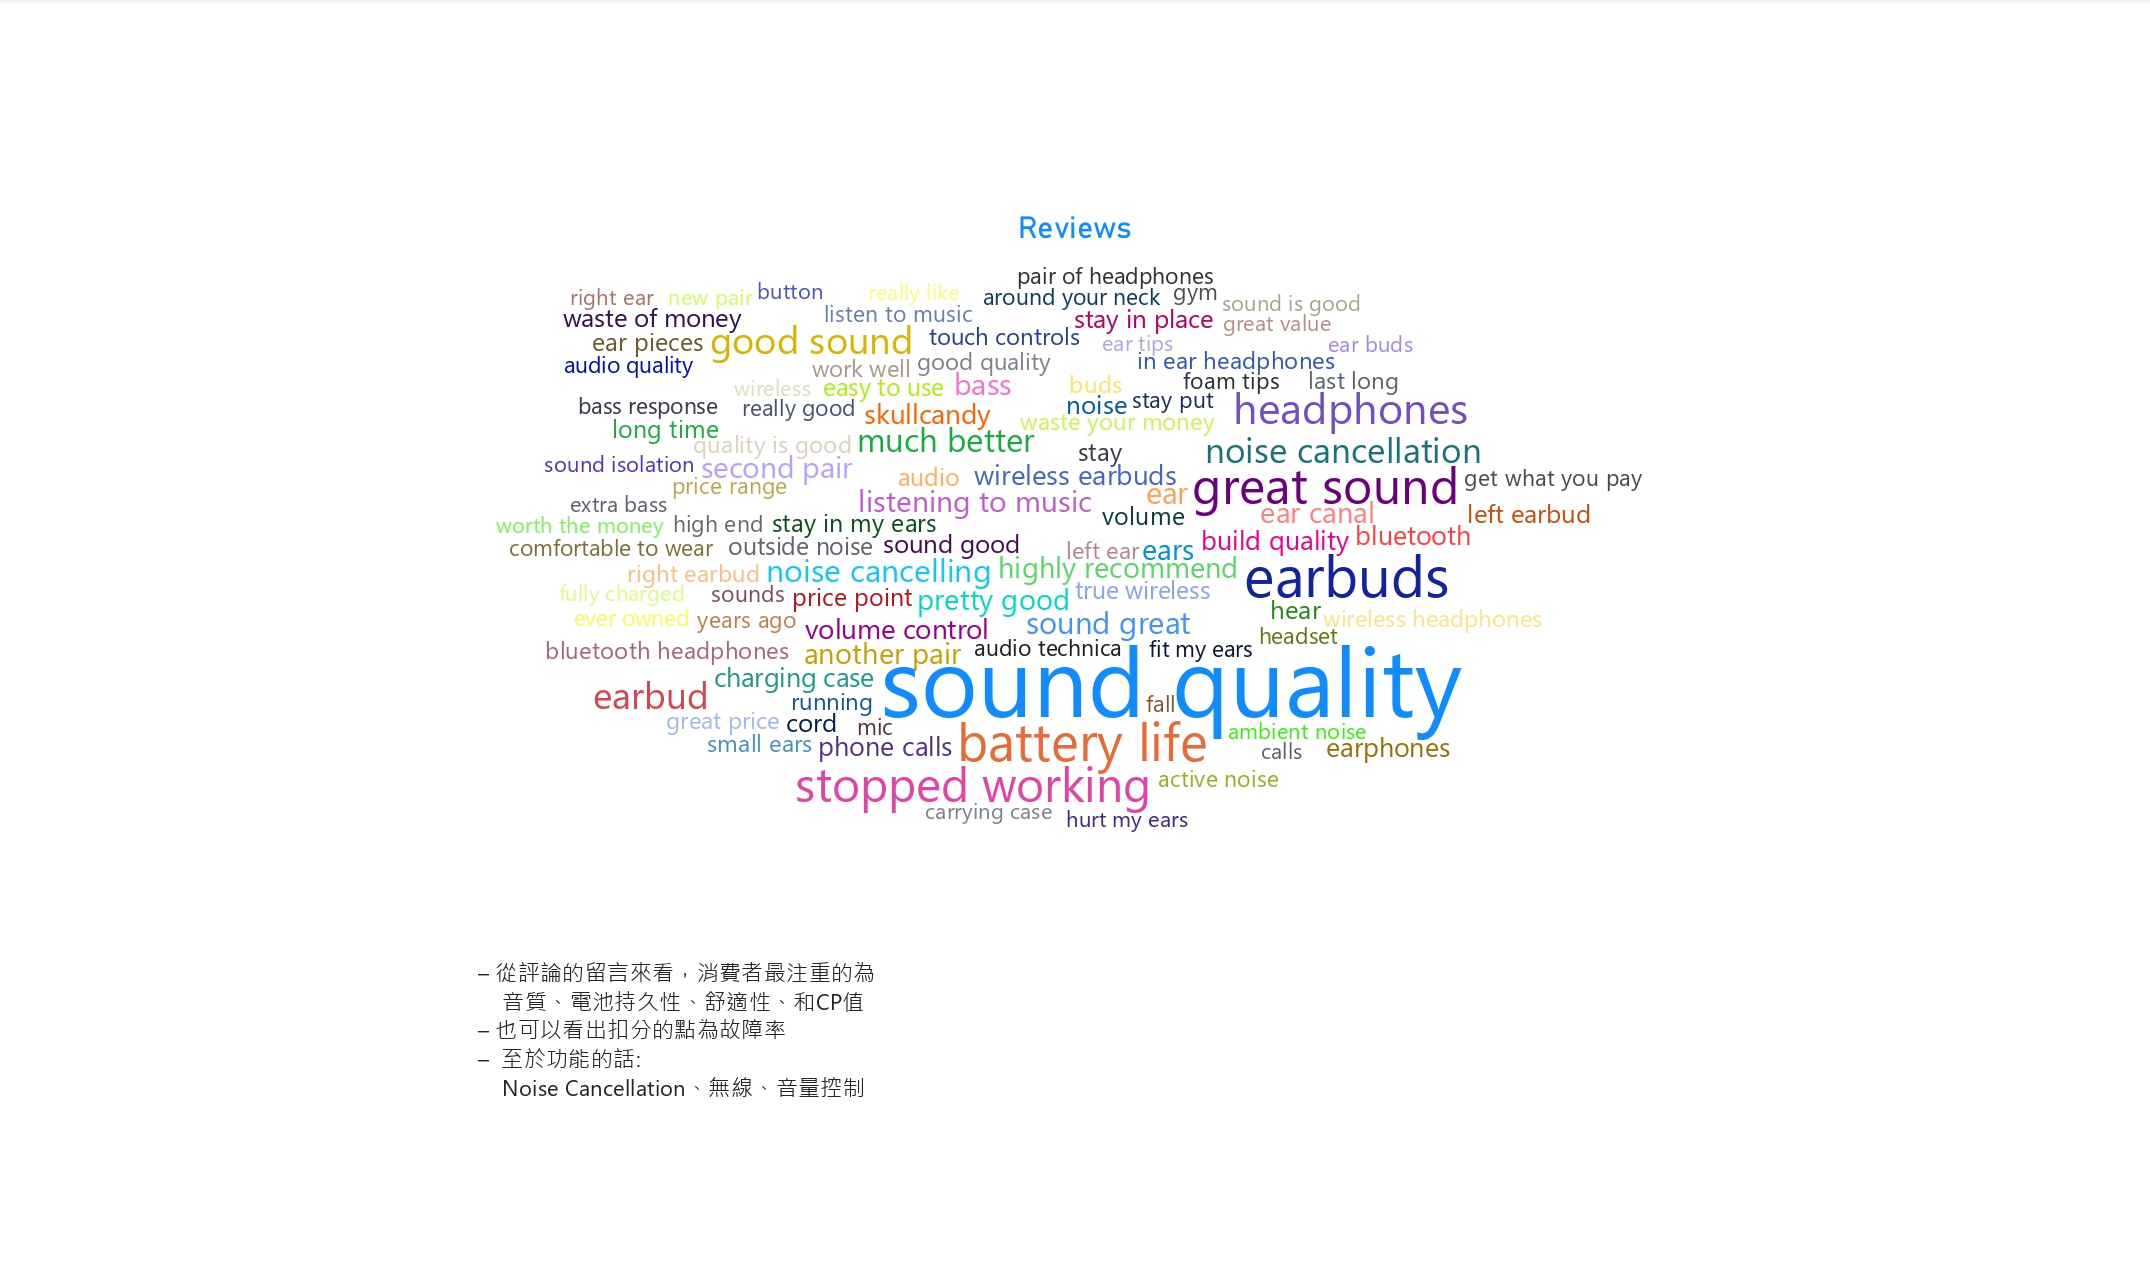 Reviews
pair of headphones
right ear new pair button really like around your neck gym sound is good
waste of money listen to music stay in place great value
ear pieces good sound touch controls ear tips ear buds
audio quality work well good quality in ear headphones
wireless easy to use bass buds foam tips last long
bass response really good skullcandy noise stay put headphones
long time waste your money
quality is good much better stay noise cancellation
sound isolation second pair audio wireless earbuds great sound get what you pay
price range listening to music ear
extra bass volume ear canal left earbud
worth the money high end stay in my ears
comfortable to wear outside noise sound good left ear ears build quality bluetooth
right earbud noise cancelling highly recommend earbuds
fully charged sounds price point pretty good true wireless
ever owned years ago volume control sound great hear wireless headphones
bluetooth headphones another pair audio technica fit my ears headset
earbud charging case sound quality
running fall
great price cord mic ambient noise
small ears phone calls battery life calls earphones
stopped working active noise
carrying case hurt my ears
– 從評論的留言來看，消費者最注重的為
音質、電池持久性、舒適性、和CP值
– 也可以看出扣分的點為故障率
– 至於功能的話:
Noise Cancellation、無線、音量控制